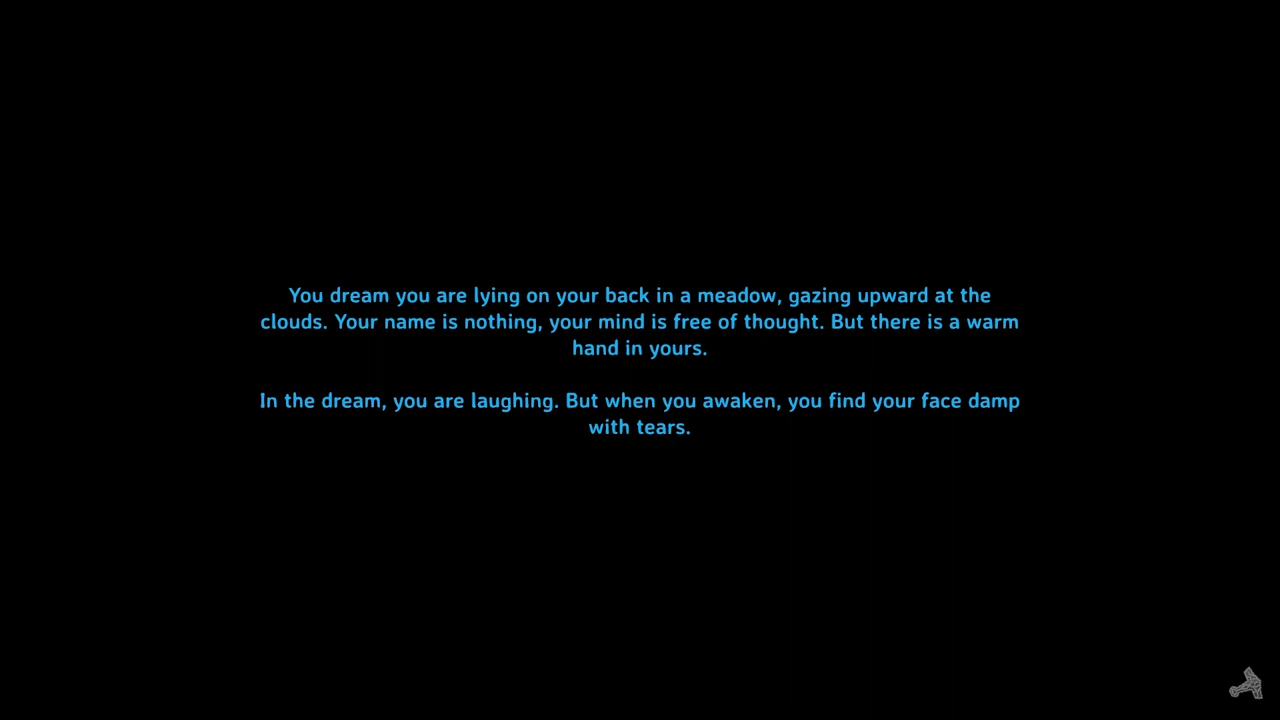 You dream you are lying on your back in a meadow, gazing upward at the
clouds. Your name is nothing, your mind is free of thought. But there is a warm
hand in yours.
In the dream, you are laughing. But when you awaken, you find your face damp
with tears.